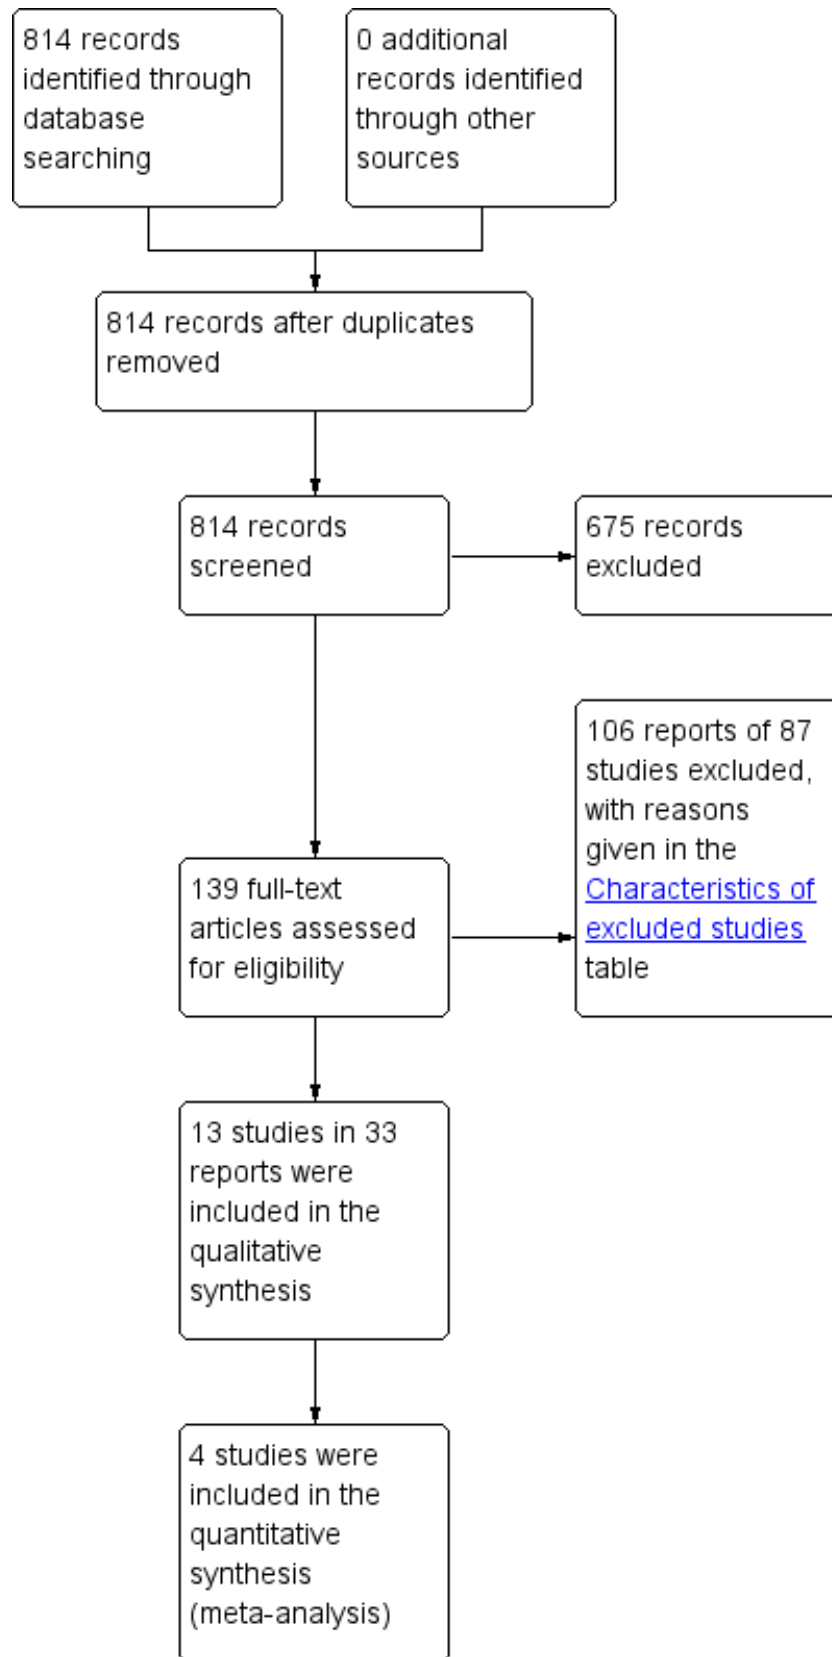 814 records
identified through
database
searching
0 additional
records identified
through other
sources
814 records after duplicates
removed
814 records
screened
675 records
excluded
106 reports of 87
studies excluded,
with reasons
given in the
Characteristics of
excluded studies
table
139 full-text
articles assessed
for eligibility
13 studies in 33
reports were
included in the
qualitative
synthesis
4 studies were
included in the
quantitative
synthesis
(meta-analysis)